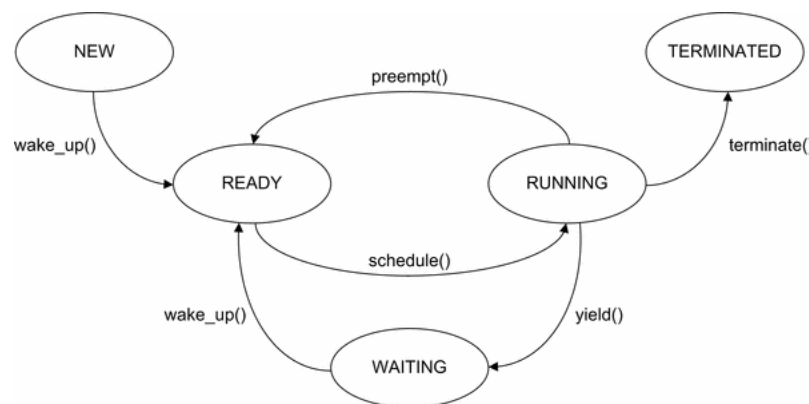 NEW
TERMINATED
preempt()
wake_up()
terminate()
READY
RUNNING
schedule()
wake_up()
yield()
WAITING